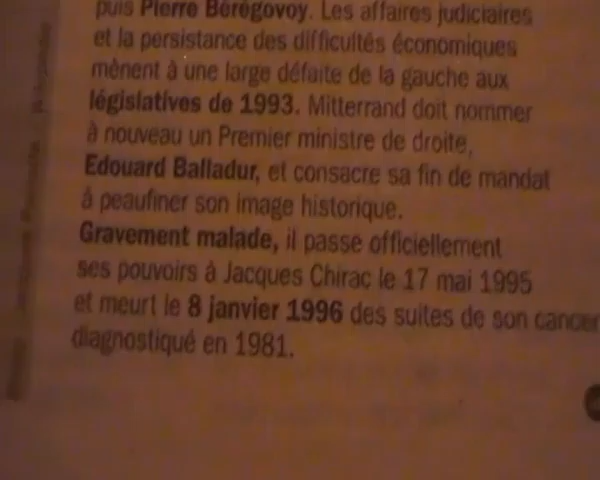 puis Pierre Bérégovoy. Les affaires judiciaires
et la persistance des difficultés économiques
mènent à une large défaite de la gauche aux
législatives de 1993. Mitterrand doit nommer
à nouveau un Premier ministre de droite,
Edouard Balladur, et consacre sa fin de mandat
à peaufiner son image historique.
Gravement malade, il passe officiellement
ses pouvoirs à Jacques Chirac le 17 mai 1995
et meurt le 8 janvier 1996 des suites de son cancer
diagnostiqué en 1981.